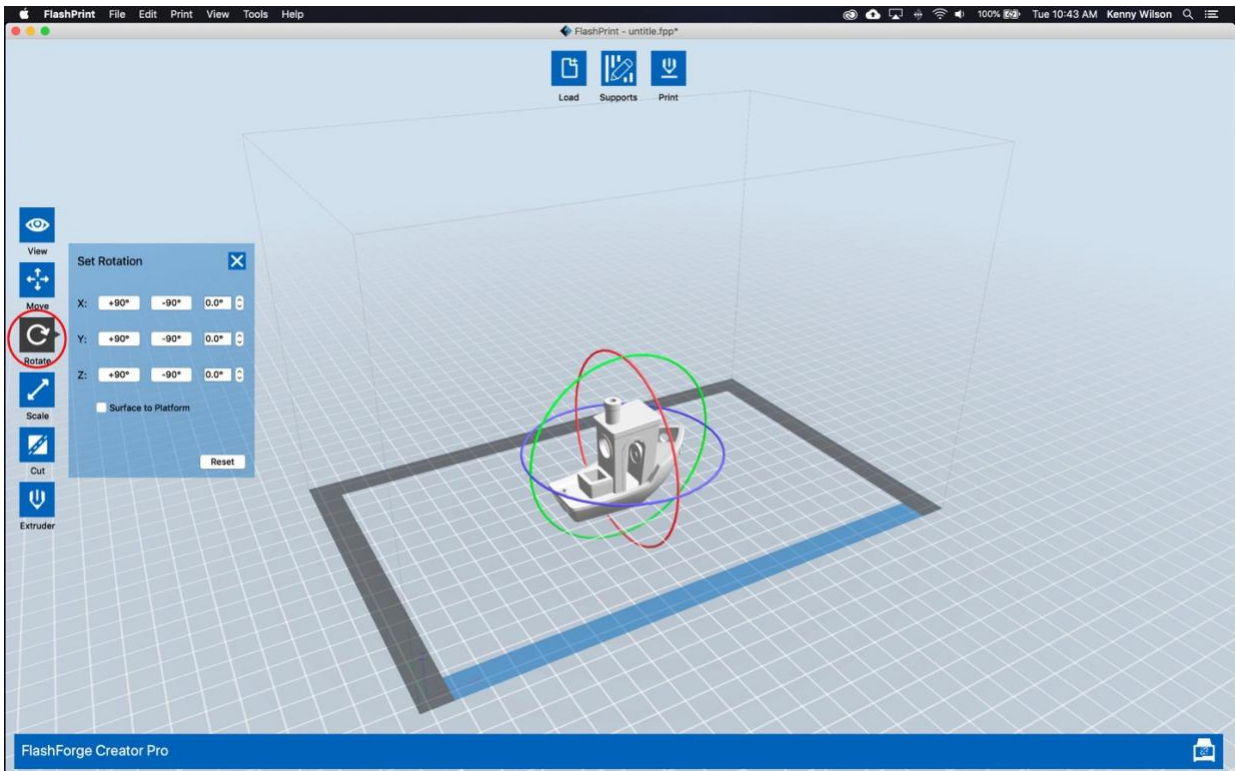 FlashPrint File Edit Print View Tools Help 100% Tue 10:43 AM Kenny Wilson
FlashPrint - untitle.fpp*
Load Supports Print
View
Move
Rotate
Scale
Cut
Extruder
Set Rotation
X: +90° -90° 0.0°
Y: +90° -90° 0.0°
Z: +90° -90° 0.0°
Surface to Platform
Reset
FlashForge Creator Pro